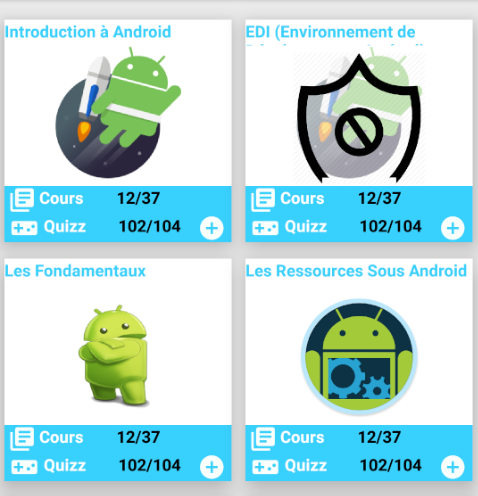 Introduction à Android
EDI (Environnement de
Cours 12/37
Quizz 102/104
Cours 12/37
Quizz 102/104
Les Fondamentaux
Les Ressources Sous Android
Cours 12/37
Quizz 102/104
Cours 12/37
Quizz 102/104